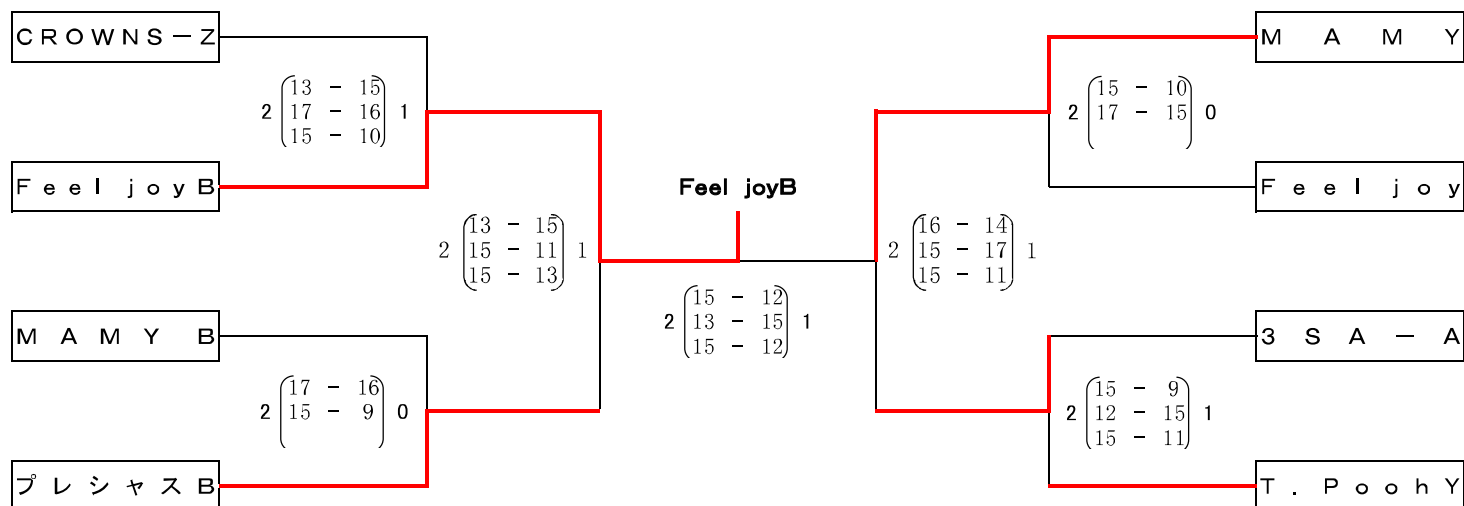 CROWNS-Z
MAMY
2 13 - 15 1
17 - 16
15 - 10
2 15 - 10 0
17 - 15
Feel joyB
Feel joyB
Feel joy
2 13 - 15 1
15 - 11
15 - 13
2 16 - 14 1
15 - 17
15 - 11
2 15 - 12 1
13 - 15
15 - 12
MAMY B
3SA-A
2 17 - 16 0
15 - 9
2 15 - 9 1
12 - 15
15 - 11
プレシャスB
T.PoohY